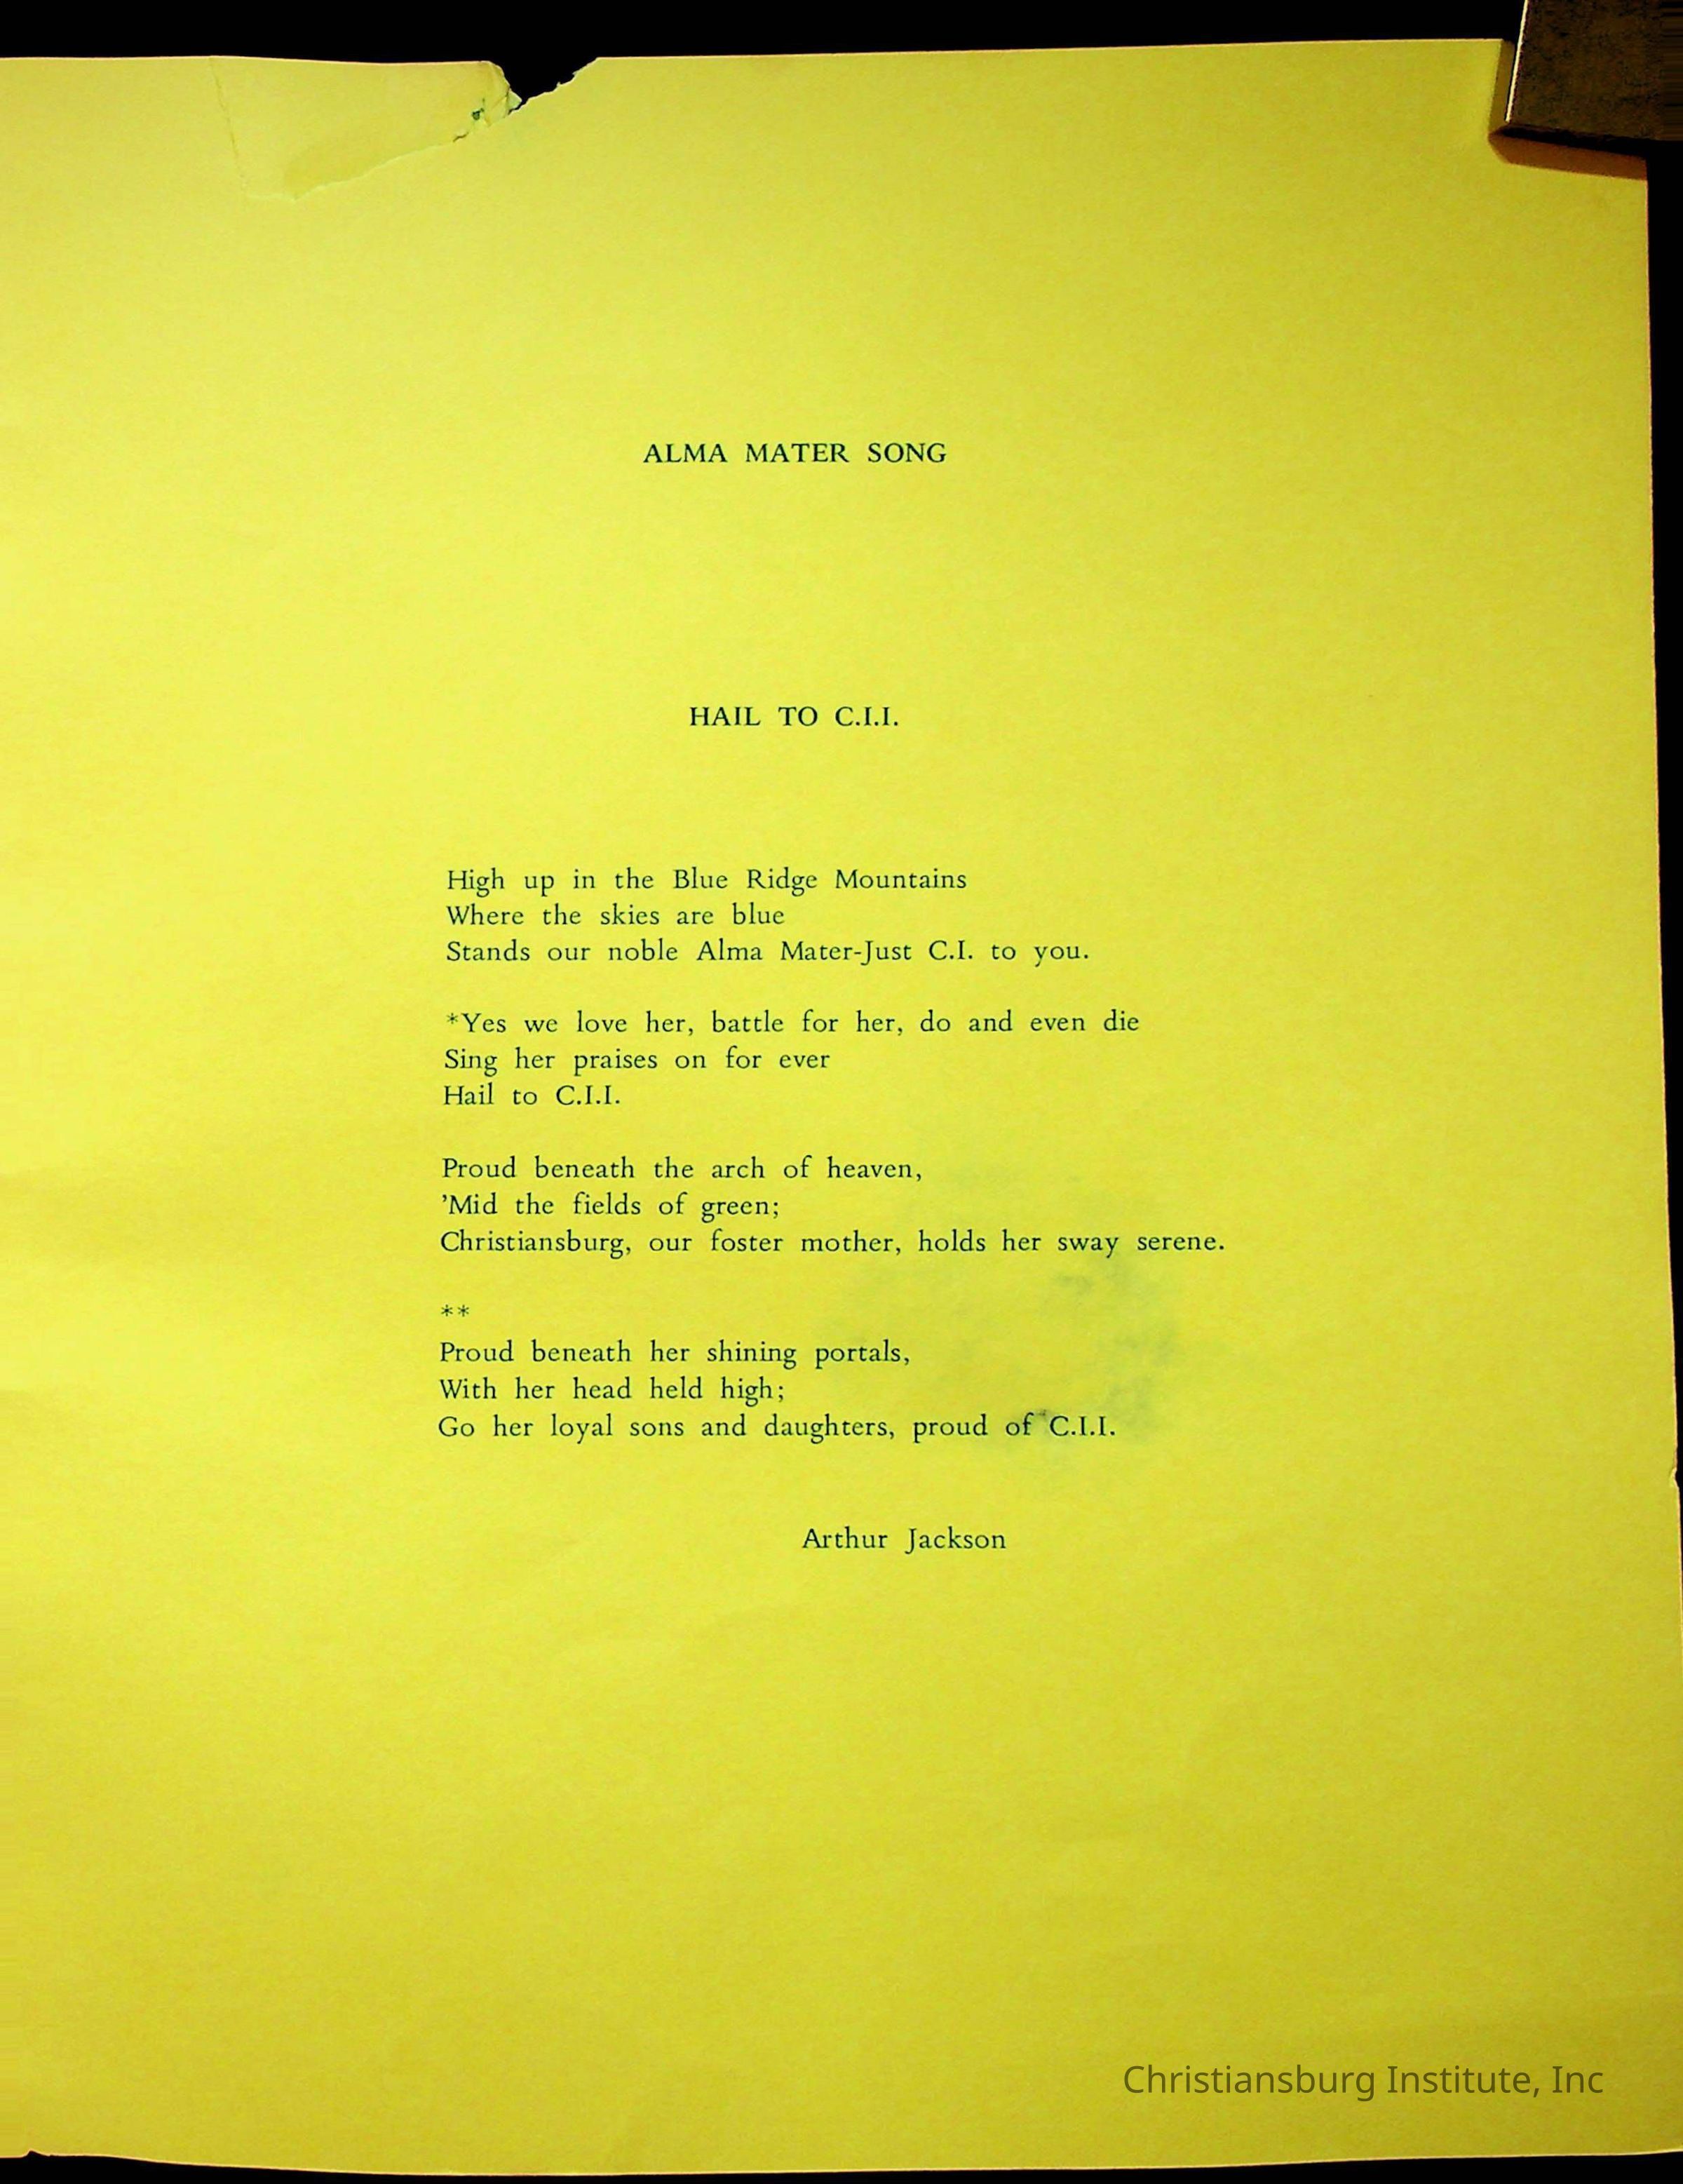 ALMA MATER SONG
HAIL TO C.I.I.
High up in the Blue Ridge Mountains
Where the skies are blue
Stands our noble Alma Mater-Just C.I. to you.
*Yes we love her, battle for her, do and even die
Sing her praises on for ever
Hail to C.I.I.
Proud beneath the arch of heaven,
'Mid the fields of green;
Christiansburg, our foster mother, holds her sway serene.
**
Proud beneath her shining portals,
With her head held high;
Go her loyal sons and daughters, proud of C.I.I.
Arthur Jackson
Christiansburg Institute, Inc